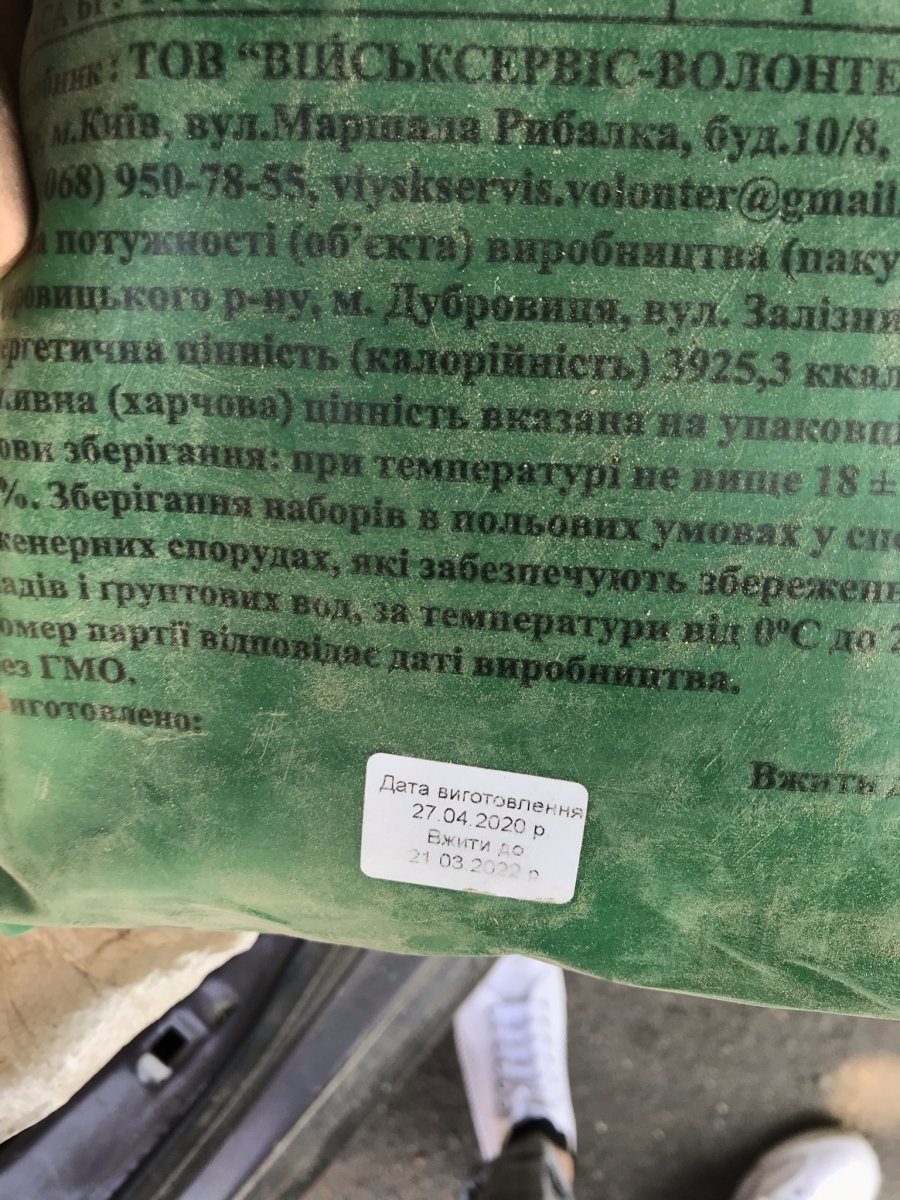 ТОВ “ВІЙСЬКСЕРВІС-ВОЛОНТЕ
м.Київ, вул.Маршала Рибалка, буд.10/8,
068) 950-78-55, viyskservis.volonter@gmail
потужності (об’єкта) виробництва (паку
ровицького р-ну, м. Дубровиця, вул. Залізни
ергетична цінність (калорійність) 3925,3 ккал
живна (харчова) цінність вказана на упаковці
ови зберігання: при температурі не вище 18 ±
%. Зберігання наборів в польових умовах у спе
женерних спорудах, які забезпечують збереженн
адів і ґрунтових вод, за температури від 0°С до 2
омер партії відповідає даті виробництва.
ез ГМО.
иготовлено:
Вжити
Дата виготовлення
27.04.2020 р
Вжити до
21 03.2022 р